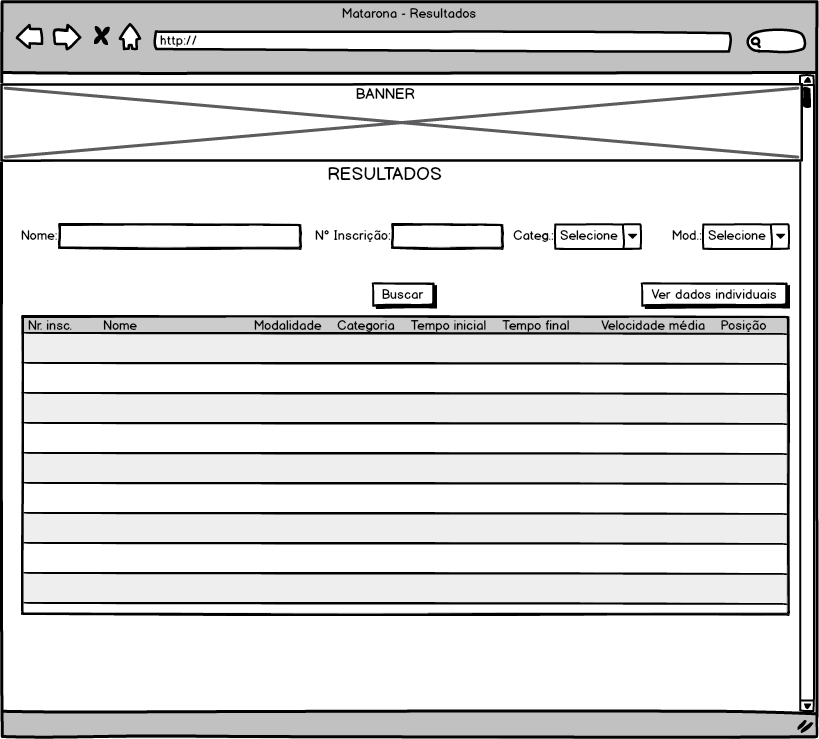 Matarona - Resultados
http://
BANNER
RESULTADOS
Nome: N° Inscrição: Categ.: Selecione Mod.: Selecione
Buscar Ver dados individuais
Nr. insc. Nome Modalidade Categoria Tempo inicial Tempo final Velocidade média Posição